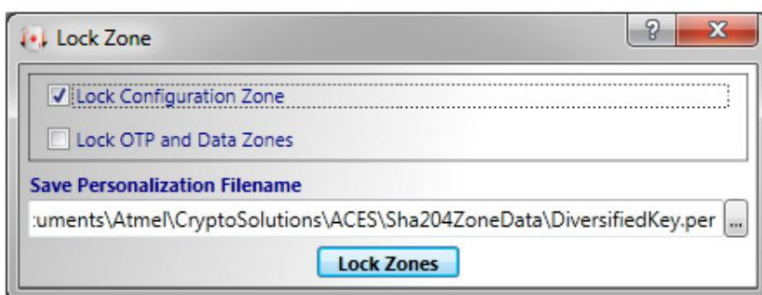 Lock Zone
?
X
Lock Configuration Zone
Lock OTP and Data Zones
Save Personalization Filename
:uments\Atmel\CryptoSolutions\ACES\Sha204ZoneData\DiversifiedKey.per ...
Lock Zones